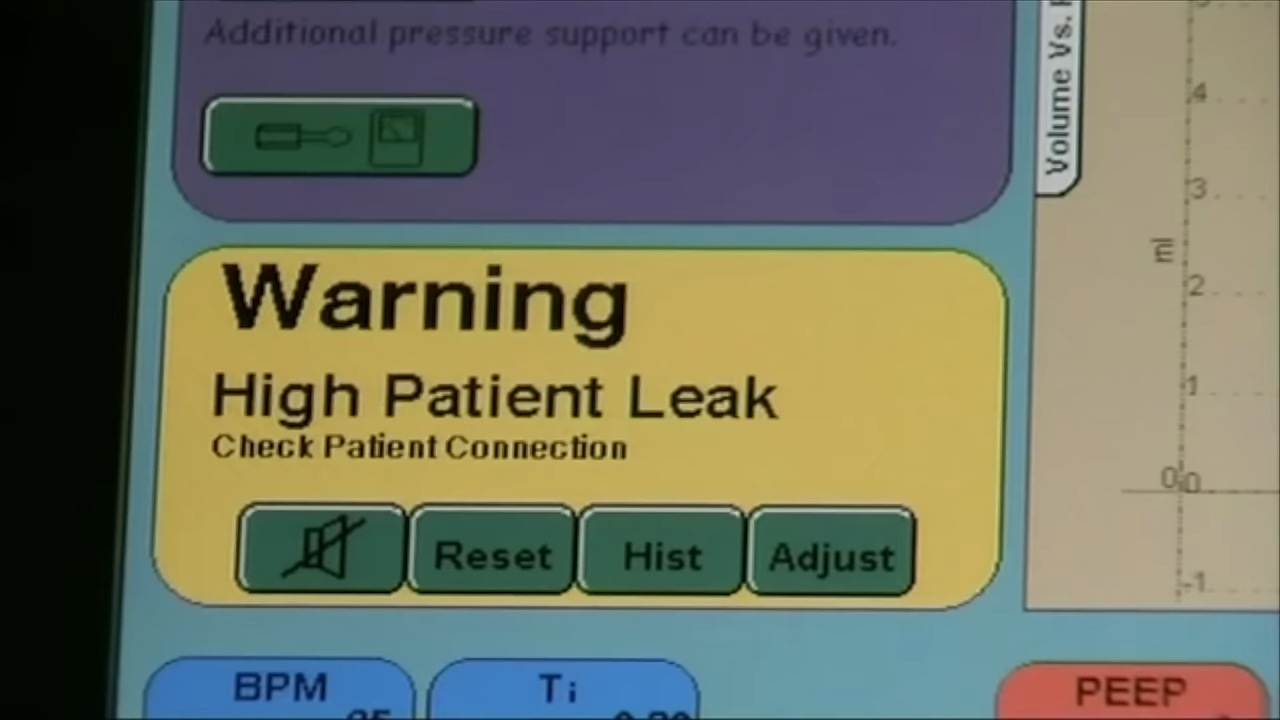 Additional pressure support can be given.
Warning
High Patient Leak
Check Patient Connection
Reset
Hist
Adjust
BPM
Ti
PEEP
Volume Vs.
ml
4
3
2
1
0
0
-1